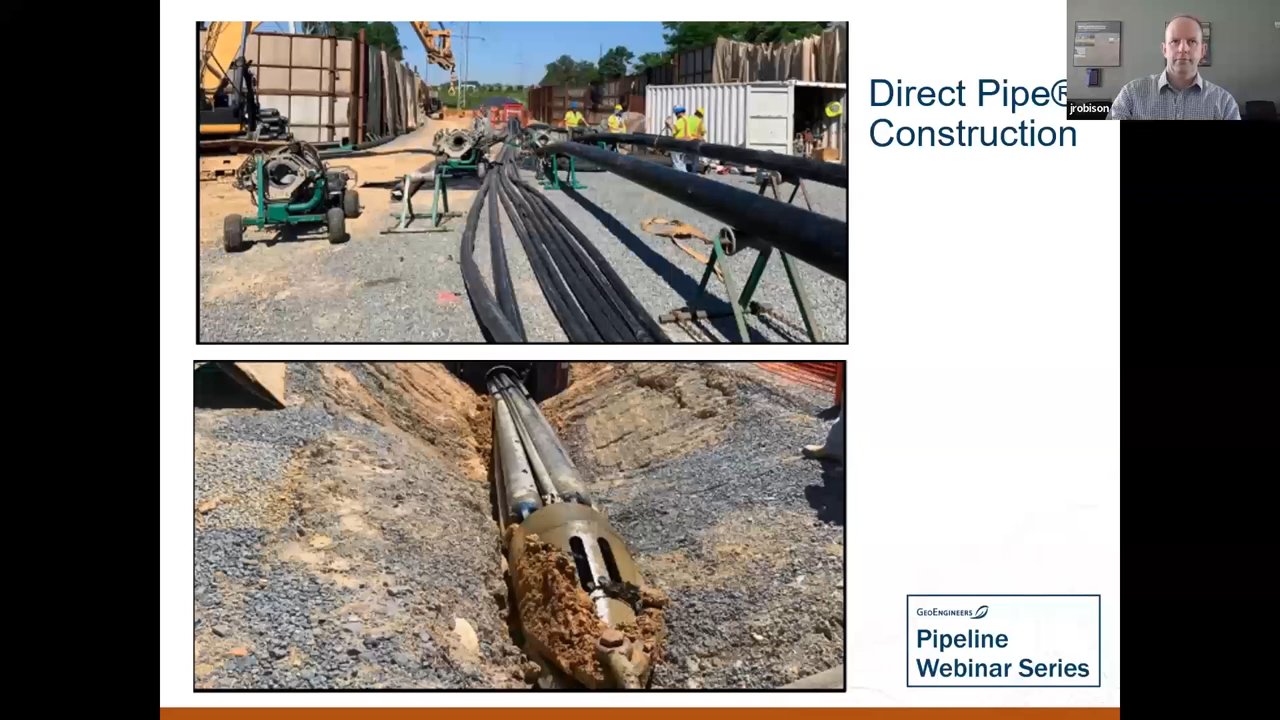 Direct Pipe®
Construction
jrobison
GEOENGINEERS
Pipeline
Webinar Series